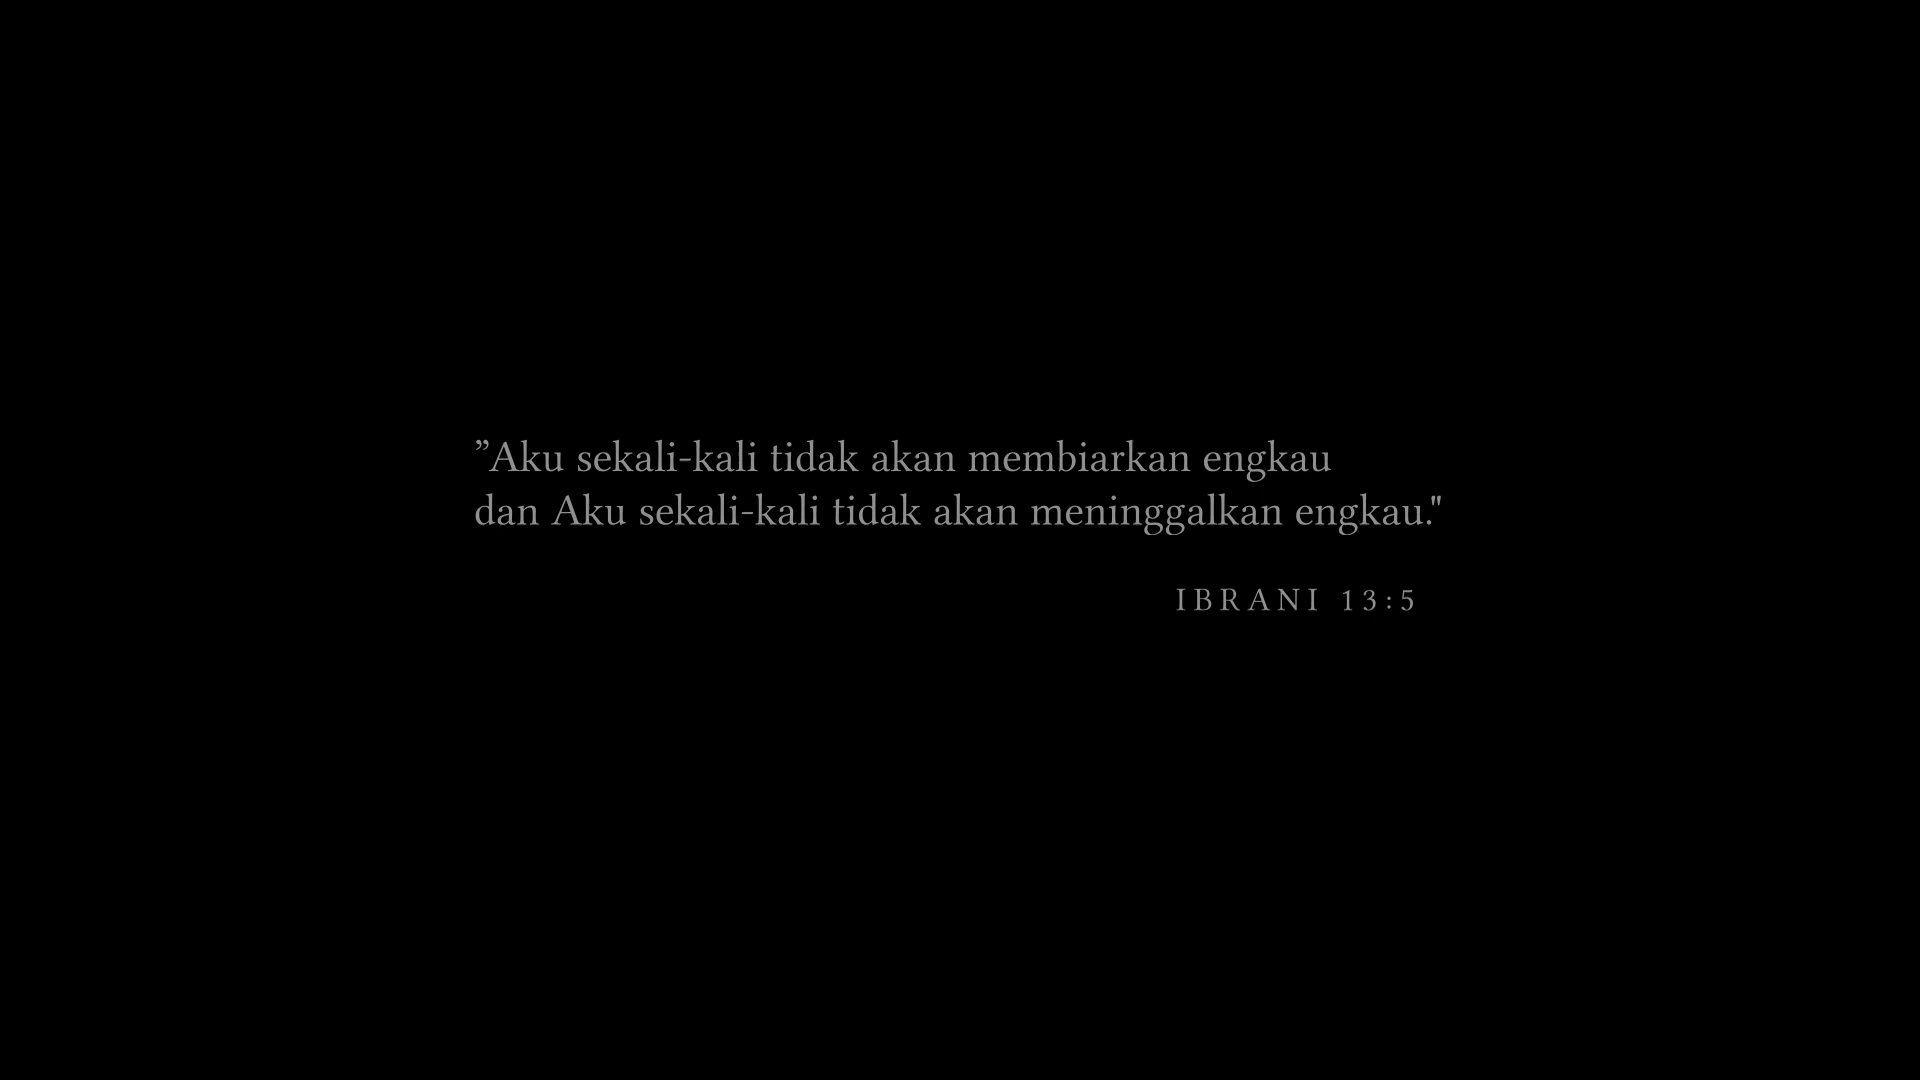 ”Aku sekali-kali tidak akan membiarkan engkau
dan Aku sekali-kali tidak akan meninggalkan engkau."
IBRANI 13:5